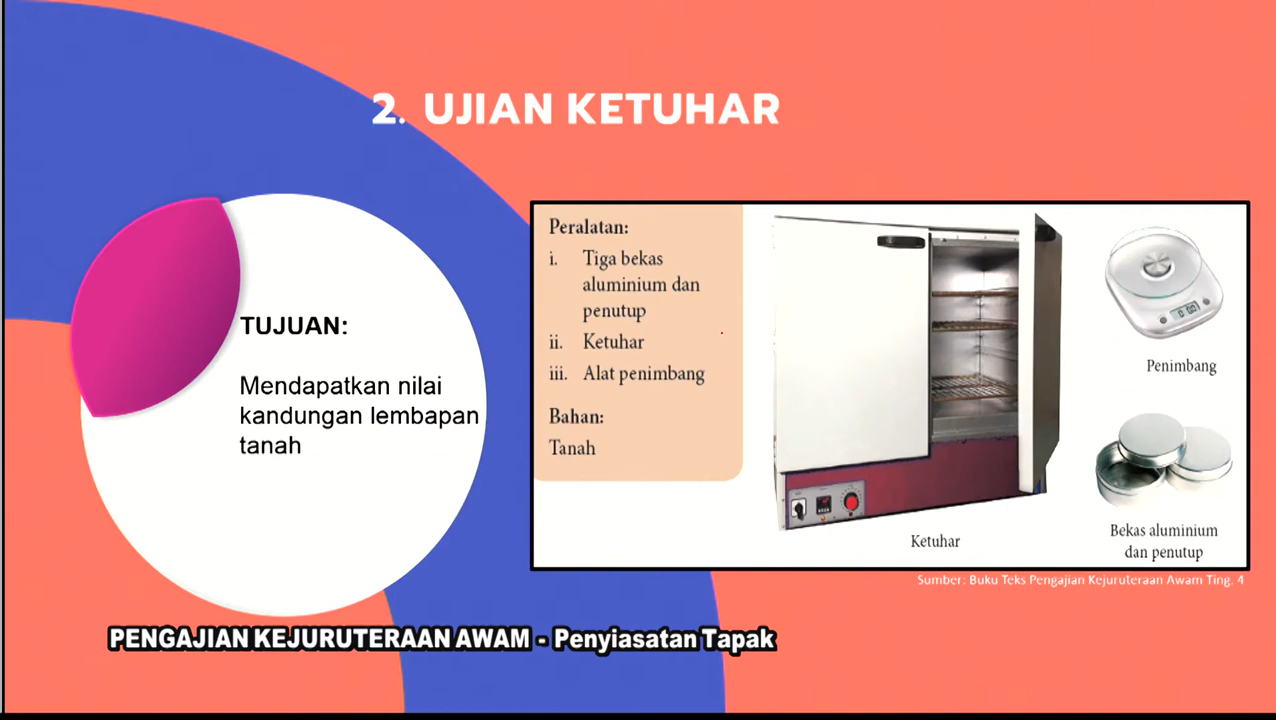 2. UJIAN KETUHAR
TUJUAN:
Mendapatkan nilai
kandungan lembapan
tanah
Peralatan:
i. Tiga bekas
aluminium dan
penutup
ii. Ketuhar
iii. Alat penimbang
Bahan:
Tanah
Ketuhar
Penimbang
Bekas aluminium
dan penutup
Sumber: Buku Teks Pengajian Kejuruteraan Awam Ting. 4
PENGAJIAN KEJURUTERAAN AWAM - Penyiasatan Tapak